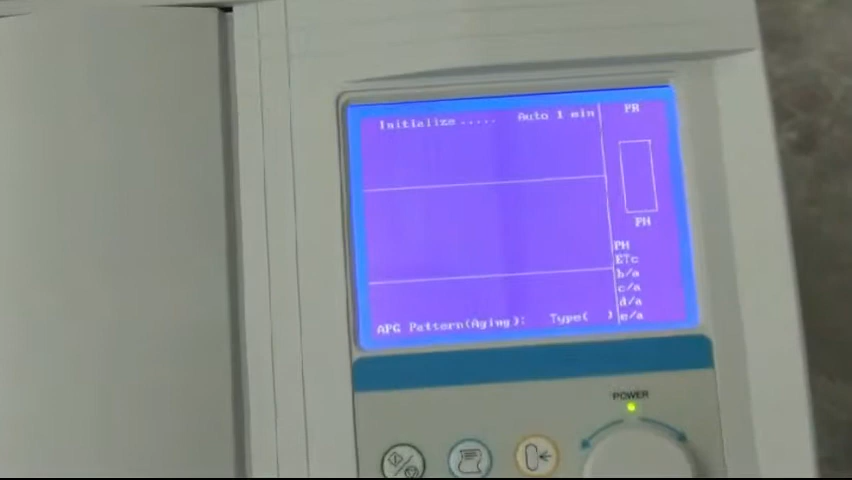 Initialize..... Auto 1 min
PR
PH
PH
ETc
b/a
c/a
d/a
e/a
APG Pattern(Aging): Type( )
POWER